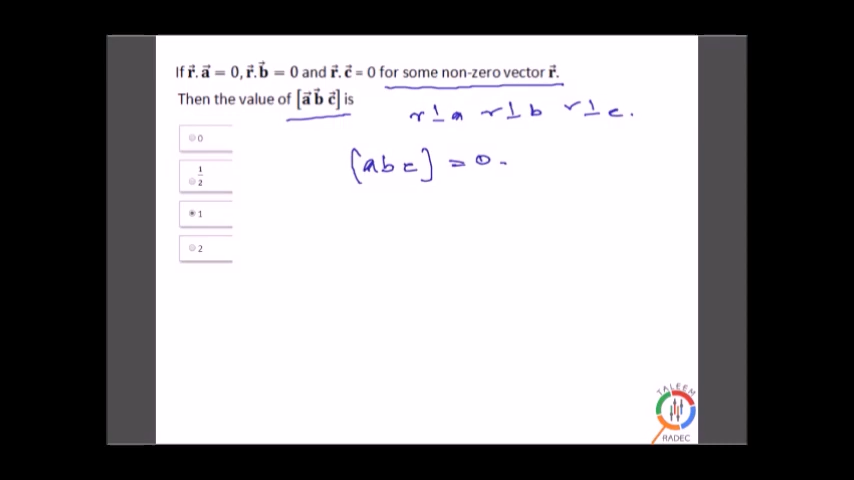 If r⃗. a⃗ = 0, r⃗. b⃗ = 0 and r⃗. c⃗ = 0 for some non-zero vector r⃗.
Then the value of [a⃗ b⃗ c⃗] is
r⊥a r⊥b r⊥c.
0
[abc] = 0.
1/2
1
2
TALEEM
RADEC